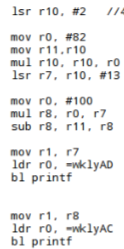 lsr r10, #2 //4
mov r0, #82
mov r11,r10
mul r10, r10, r0
lsr r7, r10, #13
mov r0, #100
mul r8, r0, r7
sub r8, r11, r8
mov r1, r7
ldr r0, =wklyAD
bl printf
mov r1, r8
ldr r0, =wklyAC
bl printf